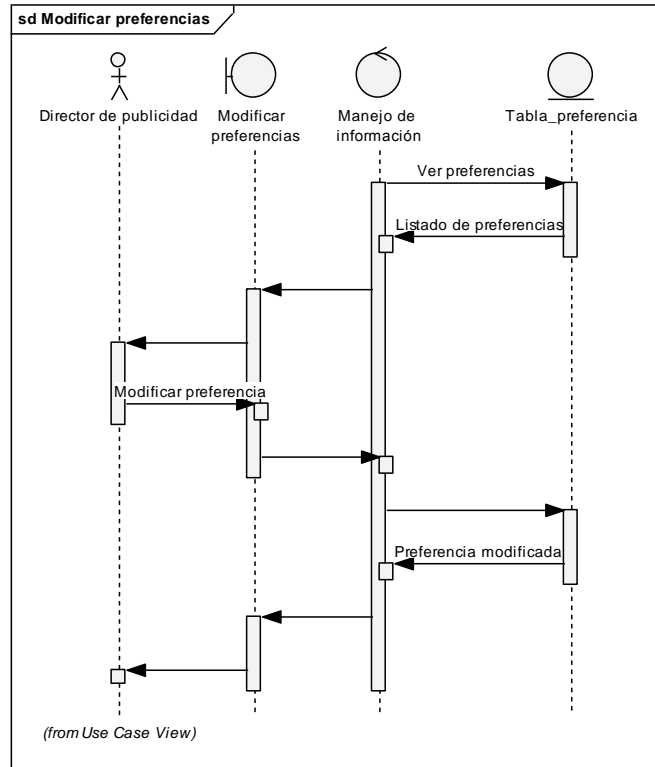 sd Modificar preferencias
Director de publicidad
Modificar
preferencias
Manejo de
información
Tabla_preferencia
Ver preferencias
Listado de preferencias
Modificar preferencia
Preferencia modificada
(from Use Case View)